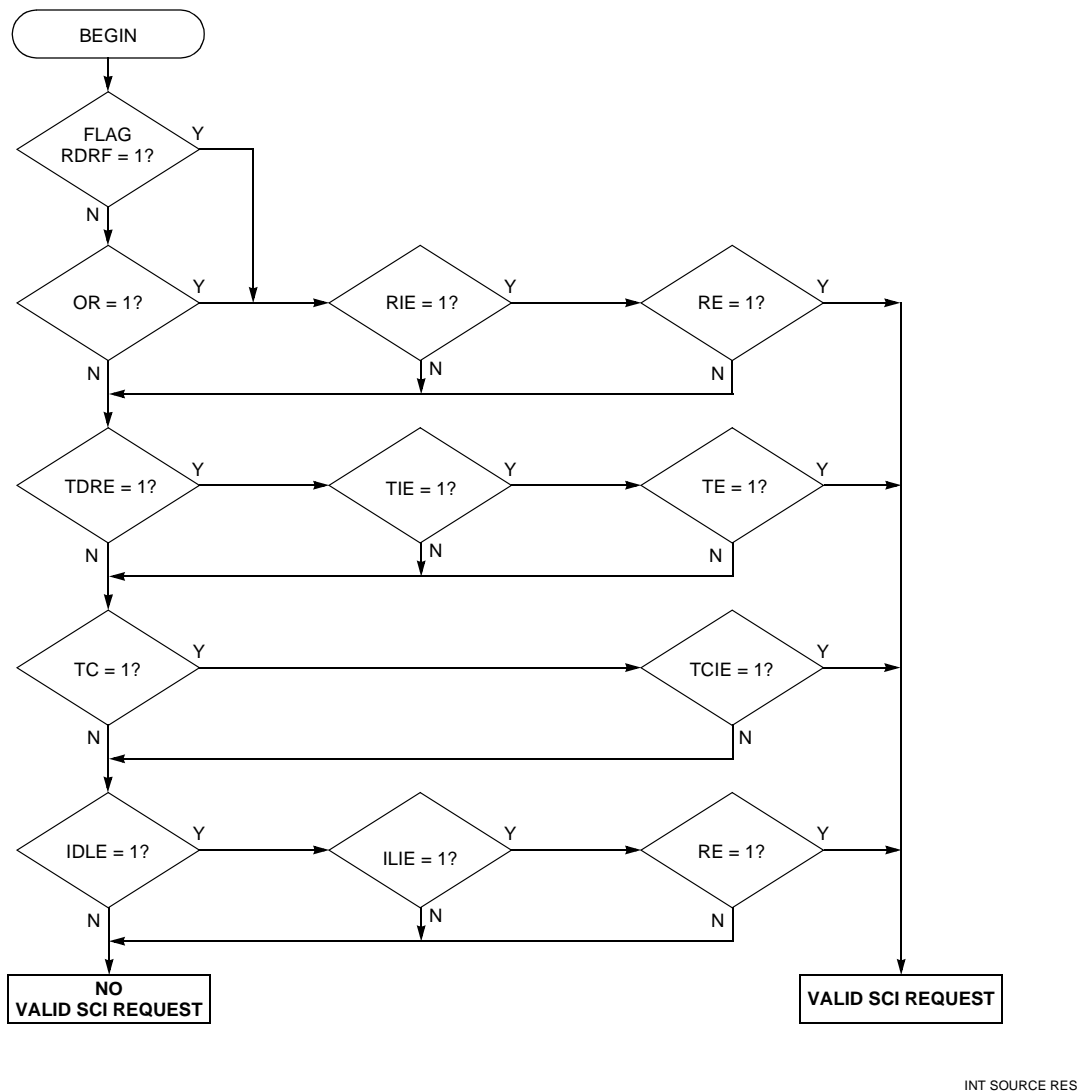 BEGIN
FLAG
RDRF = 1?
Y
N
OR = 1?
Y
RIE = 1?
Y
RE = 1?
Y
N
N
N
TDRE = 1?
Y
TIE = 1?
Y
TE = 1?
Y
N
N
N
TC = 1?
Y
TCIE = 1?
Y
N
N
IDLE = 1?
Y
ILIE = 1?
Y
RE = 1?
Y
N
N
N
NO
VALID SCI REQUEST
VALID SCI REQUEST
INT SOURCE RES